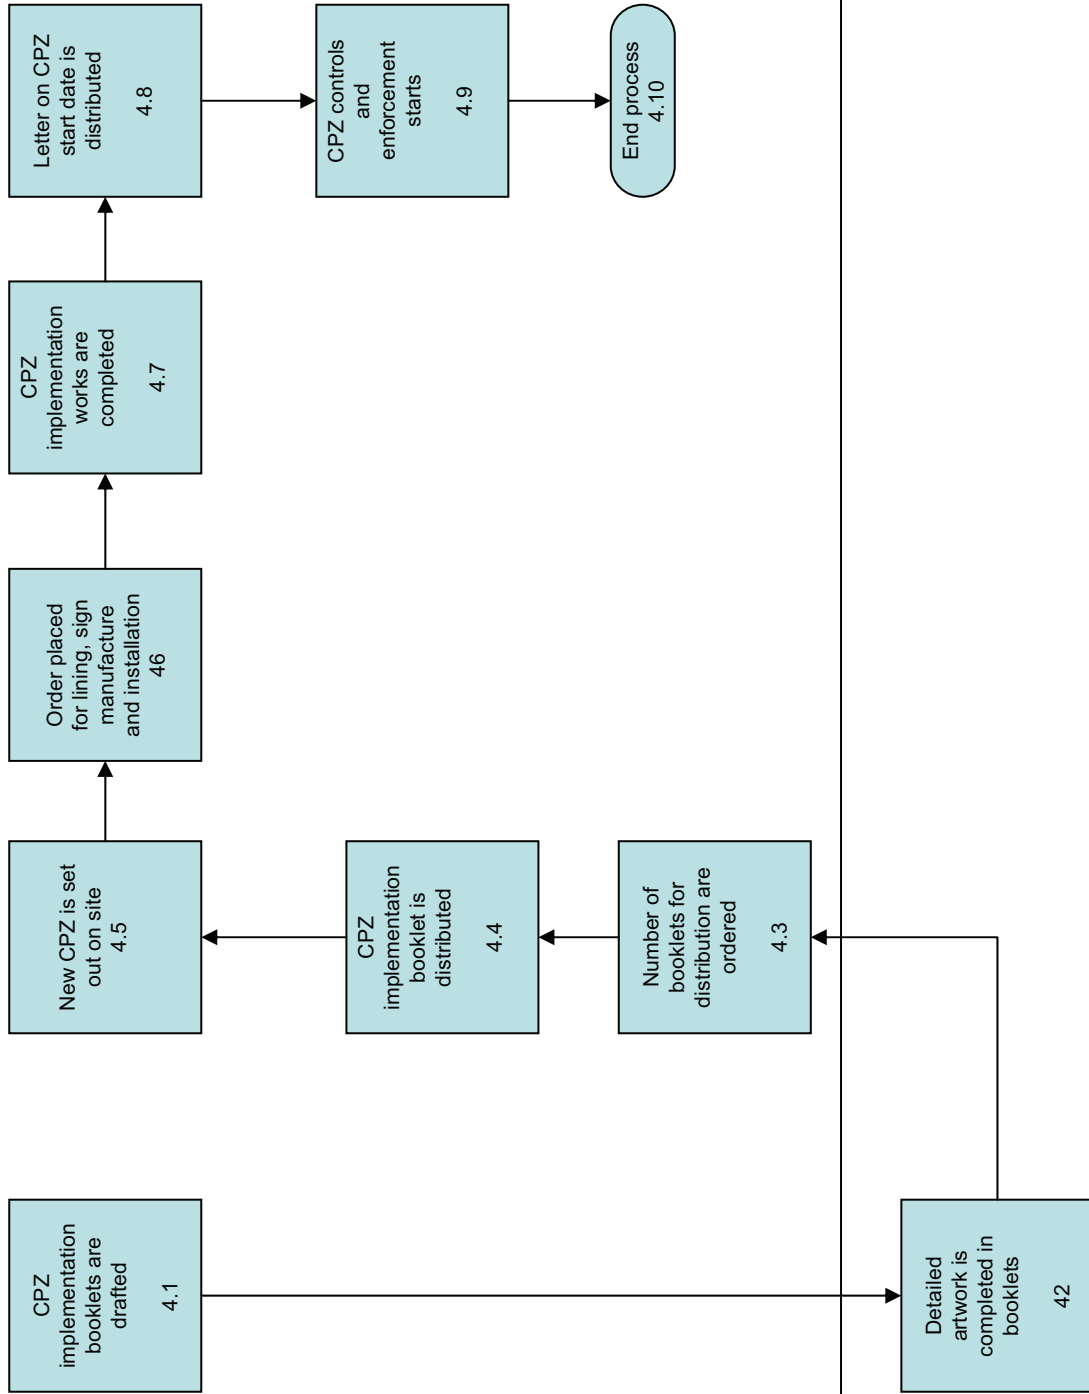 CPZ
implementation
booklets are
drafted
4.1
Detailed
artwork is
completed in
booklets
42
Number of
booklets for
distribution are
ordered
4.3
CPZ
implementation
booklet is
distributed
4.4
New CPZ is set
out on site
4.5
Order placed
for lining, sign
manufacture
and installation
46
CPZ
implementation
works are
completed
4.7
Letter on CPZ
start date is
distributed
4.8
CPZ controls
and
enforcement
starts
4.9
End process
4.10